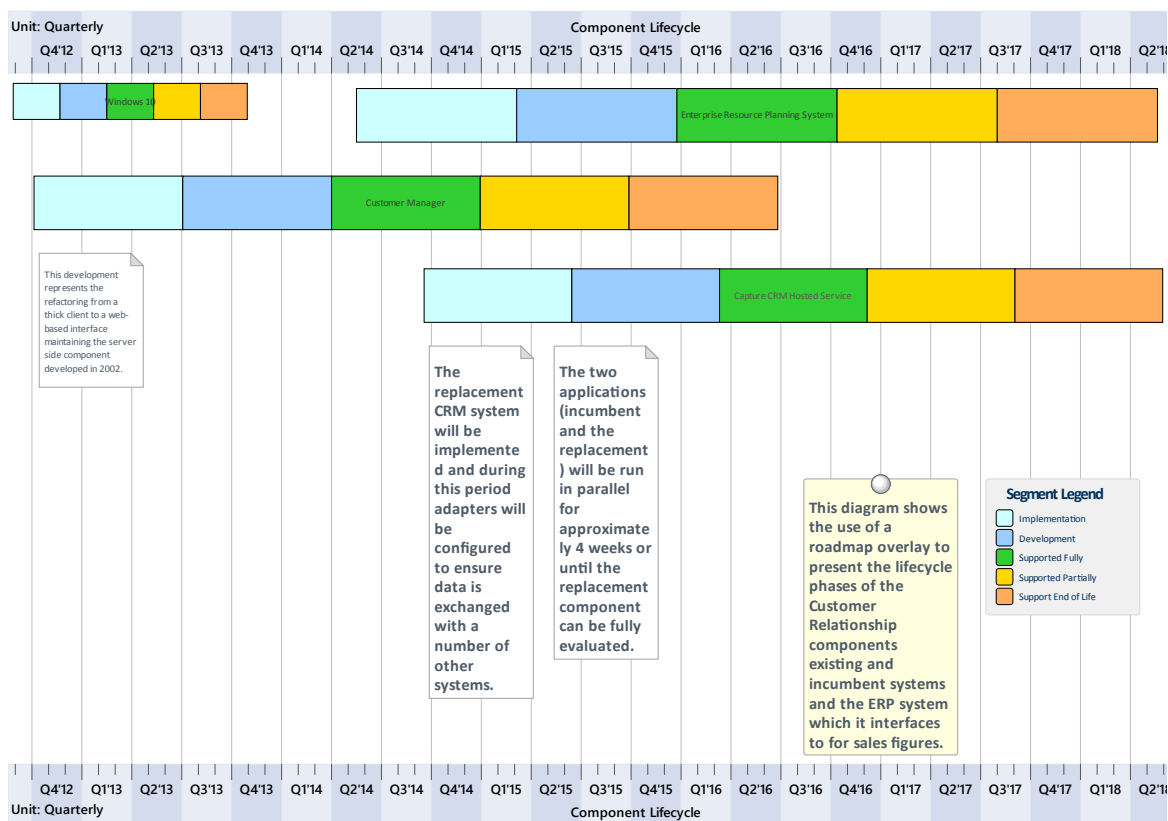 Unit: Quarterly Component Lifecycle
Q4'12 Q1'13 Q2'13 Q3'13 Q4'13 Q1'14 Q2'14 Q3'14 Q4'14 Q1'15 Q2'15 Q3'15 Q4'15 Q1'16 Q2'16 Q3'16 Q4'16 Q1'17 Q2'17 Q3'17 Q4'17 Q1'18 Q2'18
Windows 10
Enterprise Resource Planning System
Customer Manager
This development
represents the
refactoring from a
thick client to a web-
based interface
maintaining the server
side component
developed in 2002.
Capture CRM Hosted Service
The
replacement
CRM system
will be
implemente
d and during
this period
adapters will
be
configured
to ensure
data is
exchanged
with a
number of
other
systems.
The two
applications
(incumbent
and the
replacement
) will be run
in parallel
for
approximate
ly 4 weeks or
until the
replacement
component
can be fully
evaluated.
This diagram shows
the use of a
roadmap overlay to
present the lifecycle
phases of the
Customer
Relationship
components
existing and
incumbent systems
and the ERP system
which it interfaces
to for sales figures.
Segment Legend
Implementation
Development
Supported Fully
Supported Partially
Support End of Life
Q4'12 Q1'13 Q2'13 Q3'13 Q4'13 Q1'14 Q2'14 Q3'14 Q4'14 Q1'15 Q2'15 Q3'15 Q4'15 Q1'16 Q2'16 Q3'16 Q4'16 Q1'17 Q2'17 Q3'17 Q4'17 Q1'18 Q2'18
Unit: Quarterly Component Lifecycle